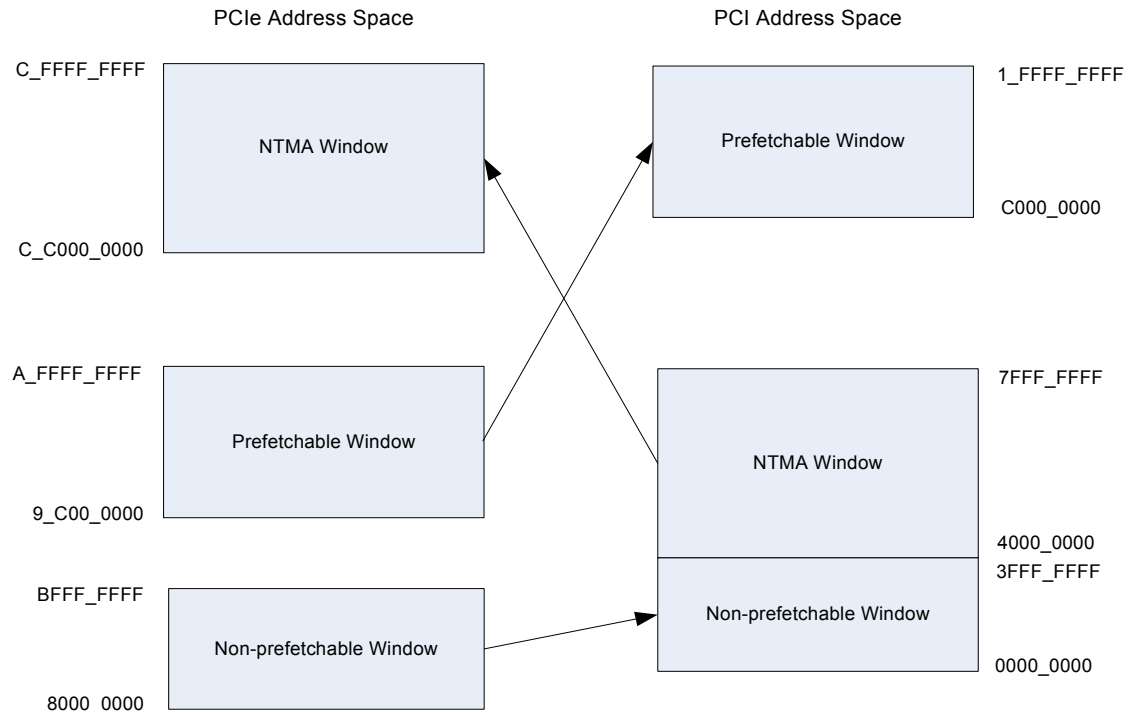 PCIe Address Space
PCI Address Space
C_FFFF_FFFF
1_FFFF_FFFF
NTMA Window
Prefetchable Window
C000_0000
C_C000_0000
A_FFFF_FFFF
7FFF_FFFF
Prefetchable Window
NTMA Window
9_C00_0000
4000_0000
3FFF_FFFF
BFFF_FFFF
Non-prefetchable Window
Non-prefetchable Window
0000_0000
8000_0000